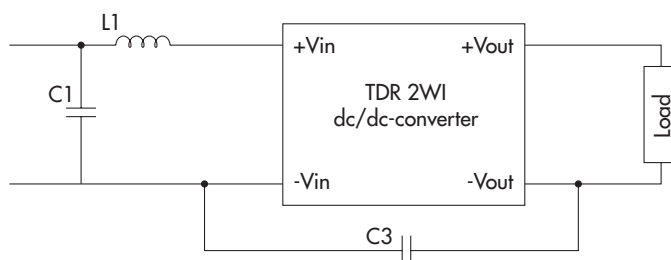 L1
+Vin
+Vout
C1
TDR 2WI
dc/dc-converter
Load
-Vin
-Vout
C3